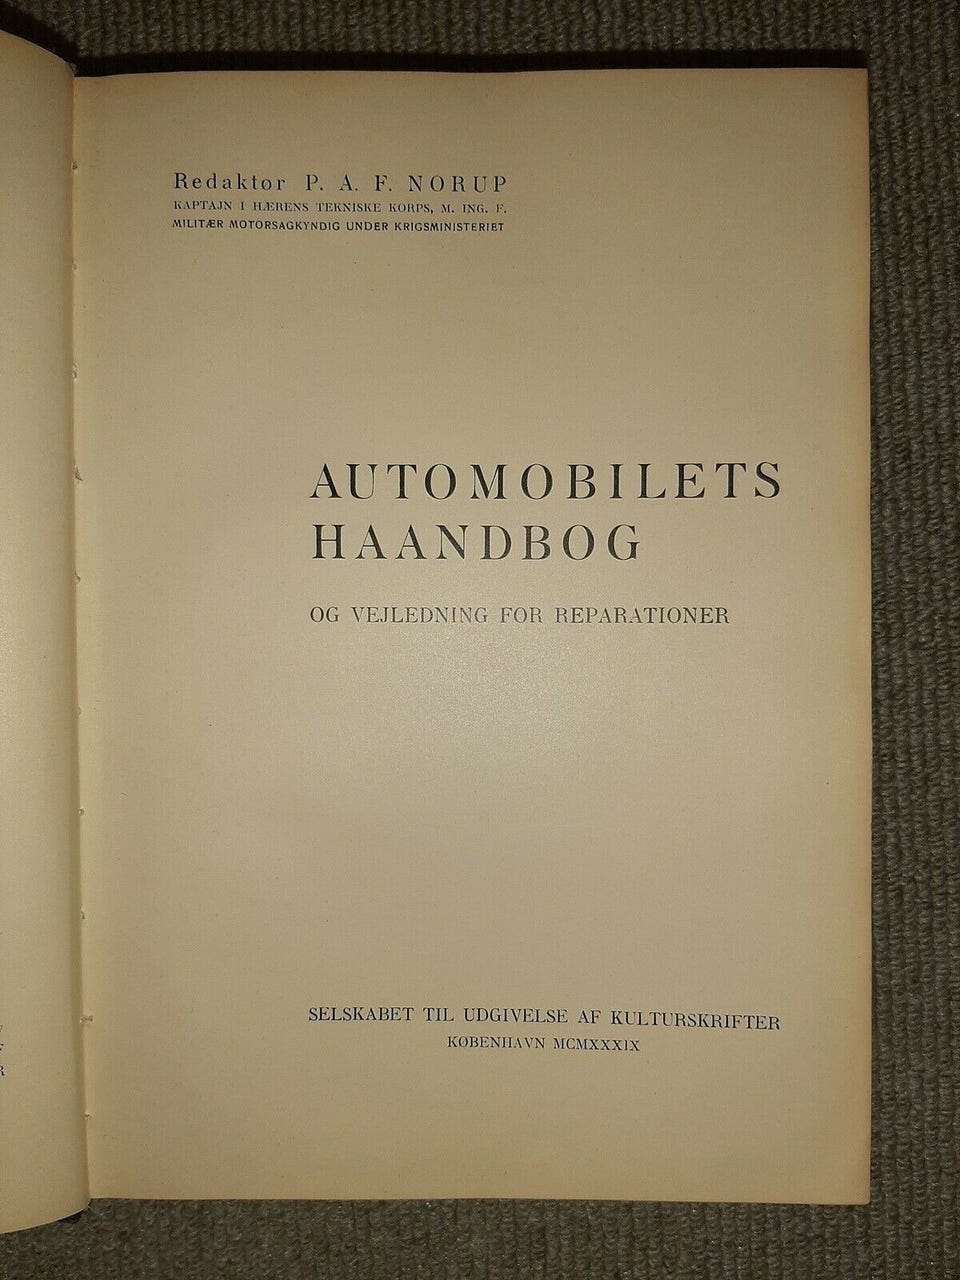 Redaktør P. A. F. NORUP
KAPTAJN I HÆRENS TEKNISKE KORPS, M. ING. F.
MILITÆR MOTORSAGKYNDIG UNDER KRIGSMINISTERIET
AUTOMOBILETS
HAANDBOG
OG VEJLEDNING FOR REPARATIONER
SELSKABET TIL UDGIVELSE AF KULTURSKRIFTER
KØBENHAVN MCMXXXIX